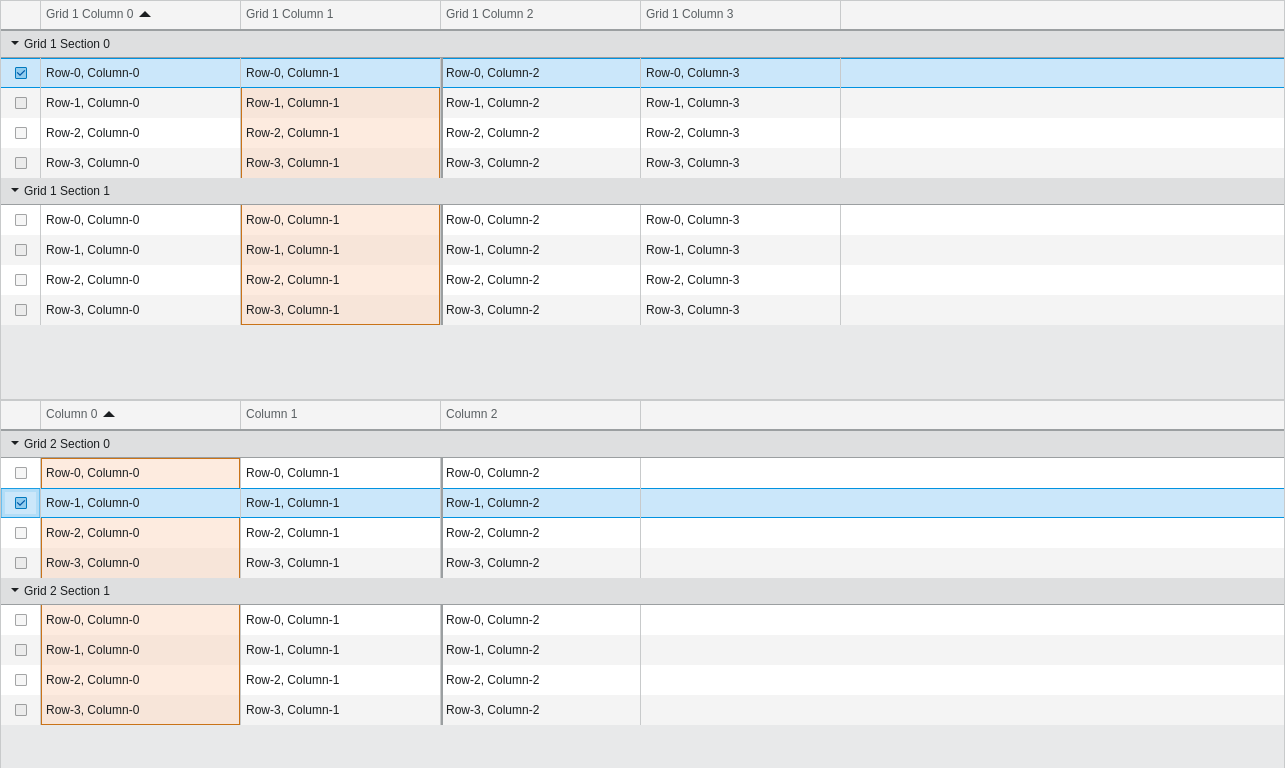 Grid 1 Column 0 Grid 1 Column 1 Grid 1 Column 2 Grid 1 Column 3
Grid 1 Section 0
Row-0, Column-0 Row-0, Column-1 Row-0, Column-2 Row-0, Column-3
Row-1, Column-0 Row-1, Column-1 Row-1, Column-2 Row-1, Column-3
Row-2, Column-0 Row-2, Column-1 Row-2, Column-2 Row-2, Column-3
Row-3, Column-0 Row-3, Column-1 Row-3, Column-2 Row-3, Column-3
Grid 1 Section 1
Row-0, Column-0 Row-0, Column-1 Row-0, Column-2 Row-0, Column-3
Row-1, Column-0 Row-1, Column-1 Row-1, Column-2 Row-1, Column-3
Row-2, Column-0 Row-2, Column-1 Row-2, Column-2 Row-2, Column-3
Row-3, Column-0 Row-3, Column-1 Row-3, Column-2 Row-3, Column-3
Column 0 Column 1 Column 2
Grid 2 Section 0
Row-0, Column-0 Row-0, Column-1 Row-0, Column-2
Row-1, Column-0 Row-1, Column-1 Row-1, Column-2
Row-2, Column-0 Row-2, Column-1 Row-2, Column-2
Row-3, Column-0 Row-3, Column-1 Row-3, Column-2
Grid 2 Section 1
Row-0, Column-0 Row-0, Column-1 Row-0, Column-2
Row-1, Column-0 Row-1, Column-1 Row-1, Column-2
Row-2, Column-0 Row-2, Column-1 Row-2, Column-2
Row-3, Column-0 Row-3, Column-1 Row-3, Column-2